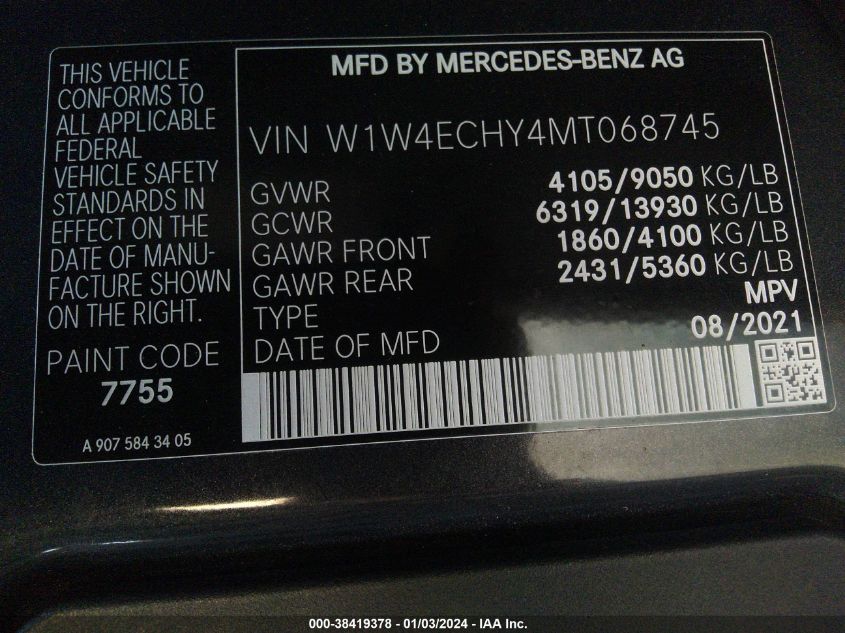 THIS VEHICLE
CONFORMS TO
ALL APPLICABLE
FEDERAL
VEHICLE SAFETY
STANDARDS IN
EFFECT ON THE
DATE OF MANU-
FACTURE SHOWN
ON THE RIGHT.
PAINT CODE
7755
A 907 584 34 05
MFD BY MERCEDES-BENZ AG
VIN W1W4ECHY4MT068745
GVWR 4105/9050 KG/LB
GCWR 6319/13930 KG/LB
GAWR FRONT 1860/4100 KG/LB
GAWR REAR 2431/5360 KG/LB
TYPE MPV
DATE OF MFD 08/2021
000-38419378 - 01/03/2024 - IAA Inc.